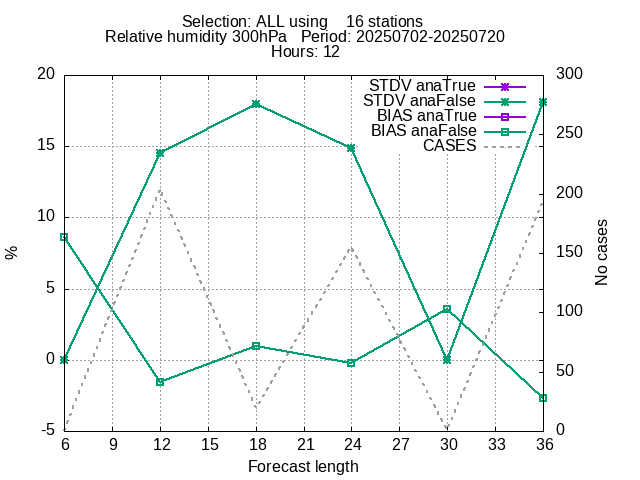 Selection: ALL using    16 stations
Relative humidity 300hPa   Period: 20250702-20250720
Hours: 12
STDV anaTrue
STDV anaFalse
BIAS anaTrue
BIAS anaFalse
CASES
20
15
10
5
0
-5
%
300
250
200
150
100
50
0
No cases
6 9 12 15 18 21 24 27 30 33 36
Forecast length